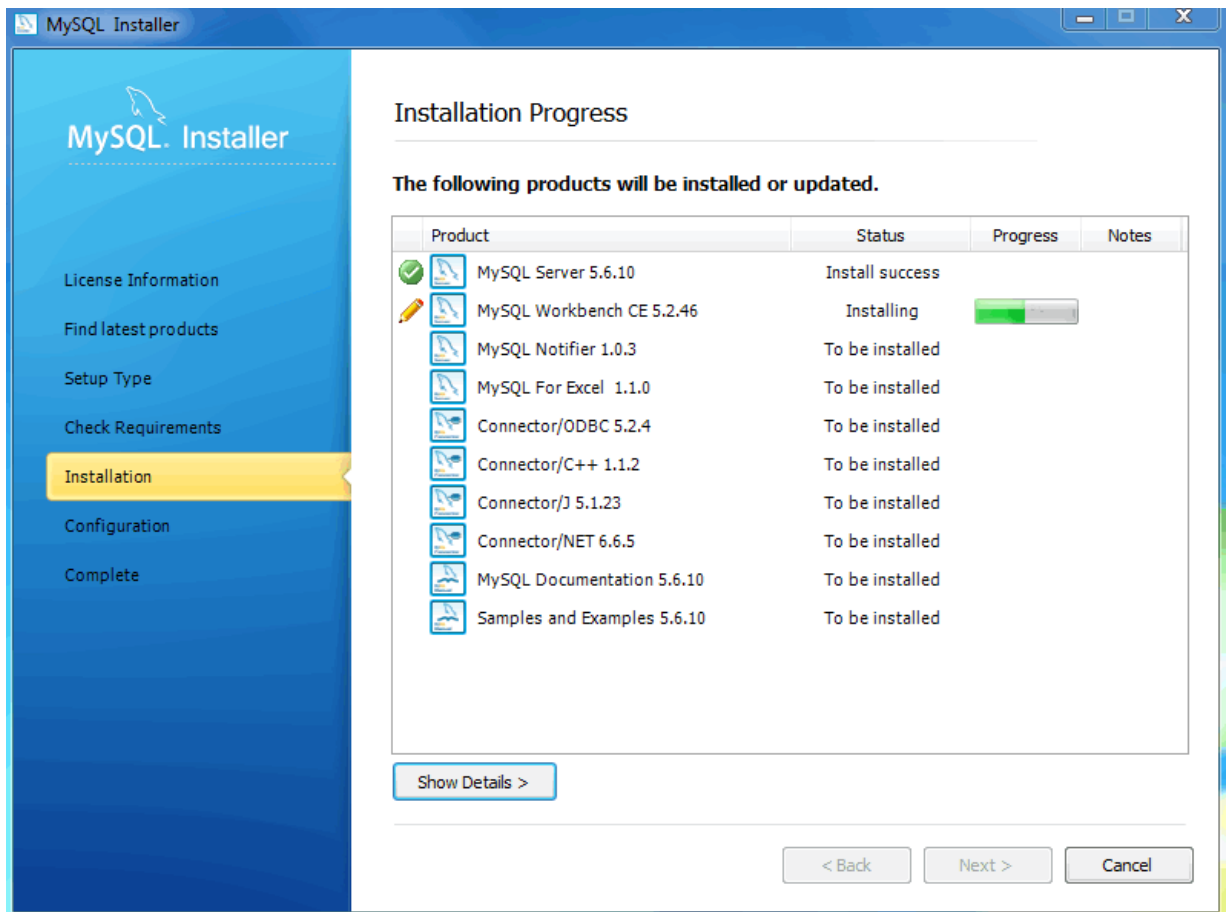 MySQL Installer
MySQL. Installer
License Information
Find latest products
Setup Type
Check Requirements
Installation
Configuration
Complete
Installation Progress
The following products will be installed or updated.
Product Status Progress Notes
MySQL Server 5.6.10 Install success
MySQL Workbench CE 5.2.46 Installing
MySQL Notifier 1.0.3 To be installed
MySQL For Excel 1.1.0 To be installed
Connector/ODBC 5.2.4 To be installed
Connector/C++ 1.1.2 To be installed
Connector/J 5.1.23 To be installed
Connector/NET 6.6.5 To be installed
MySQL Documentation 5.6.10 To be installed
Samples and Examples 5.6.10 To be installed
Show Details >
< Back Next > Cancel